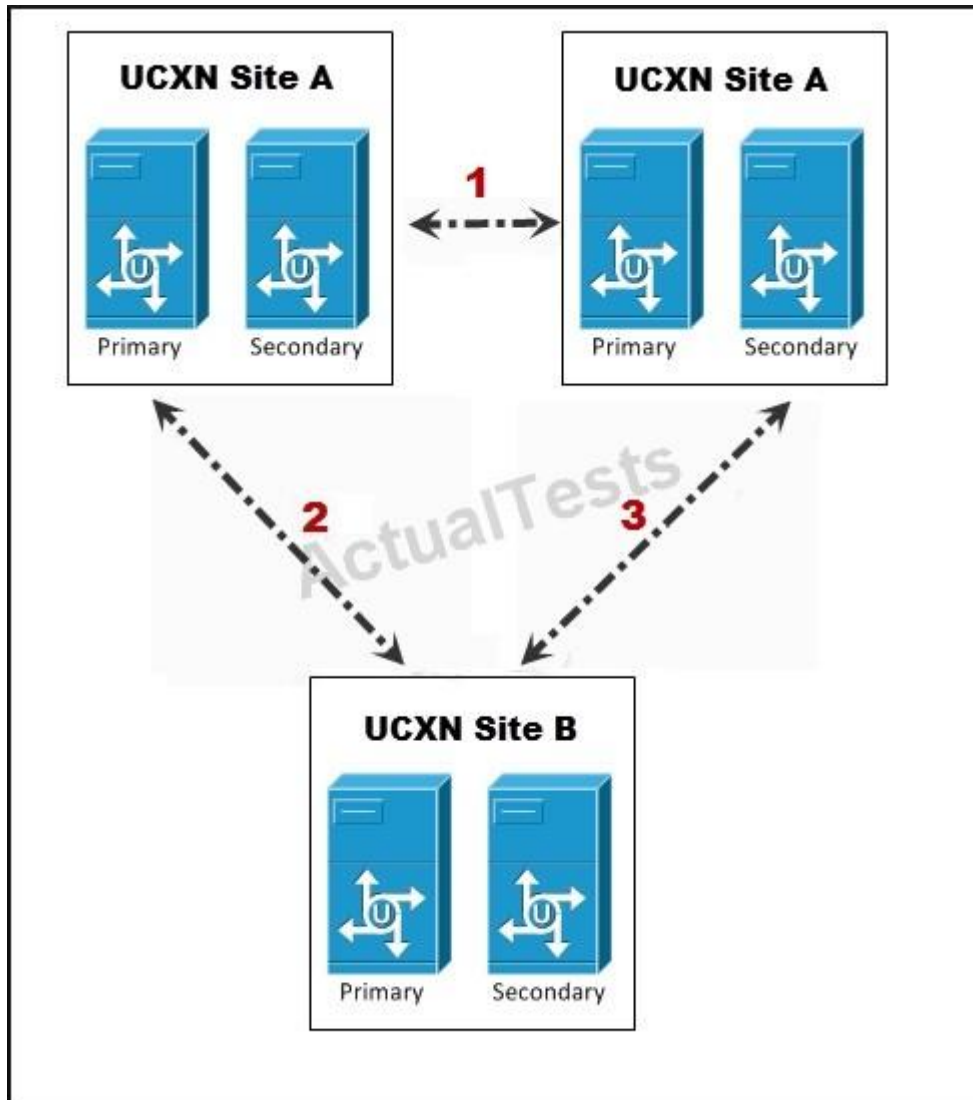 UCXN Site A
UCXN Site A
1
U
U
U
U
Primary
Secondary
Primary
Secondary
2
3
ActualTests
UCXN Site B
U
U
Primary
Secondary